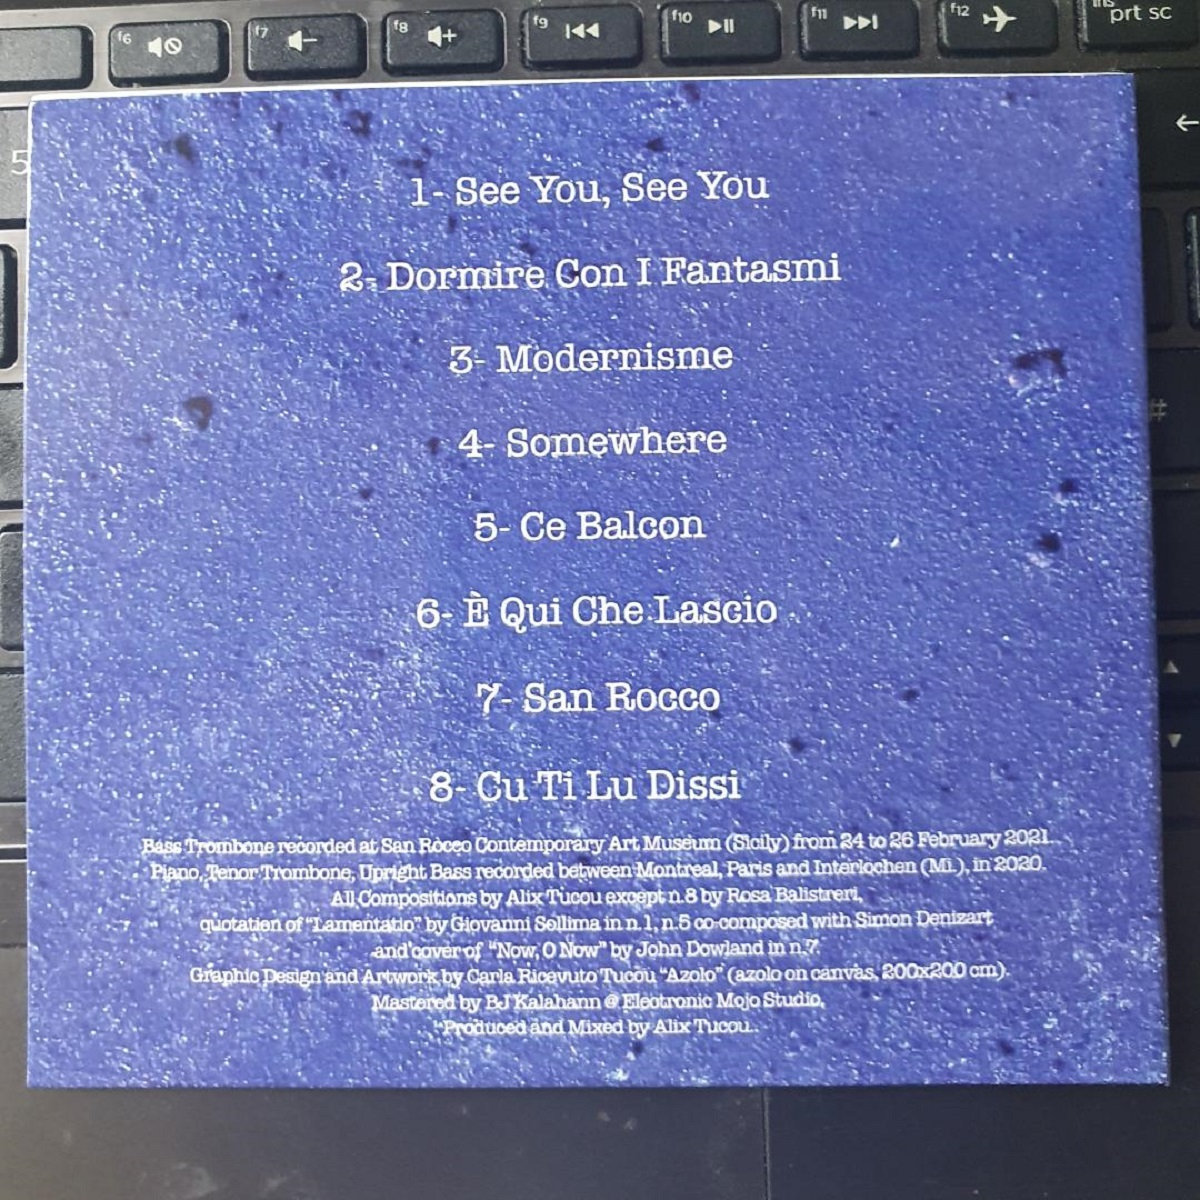 f6
f7
f8
f9
f10
f11
f12
ins
prt sc
5
#
1- See You, See You
2- Dormire Con I Fantasmi
3- Modernisme
4- Somewhere
5- Ce Balcon
6- È Qui Che Lascio
7- San Rocco
8- Cu Ti Lu Dissi
Bass Trombone recorded at San Rocco Contemporary Art Museum (Sicily) from 24 to 26 February 2021.
Piano, Tenor Trombone, Upright Bass recorded between Montreal, Paris and Interlochen (Mi.), in 2020.
All Compositions by Alix Tucou except n.8 by Rosa Balistreri,
quotation of "Lamentatio" by Giovanni Sollima in n.1, n.5 co-composed with Simon Denizart
and cover of "Now, O Now" by John Dowland in n.7.
Graphic Design and Artwork by Carla Ricevuto Tucou "Azolo" (azolo on canvas, 200x200 cm).
Mastered by BJ Kalahann @ Electronic Mojo Studio,
Produced and Mixed by Alix Tucou.